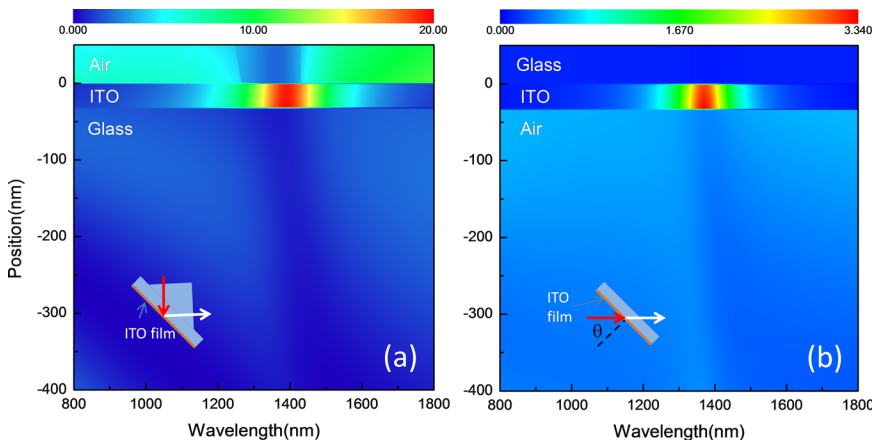 0.000 10.00 20.00
Air
ITO
Glass
0
-100
-200
-300
-400
Position(nm)
ITO film
(a)
800 1000 1200 1400 1600 1800
Wavelength(nm)
0.000 1.670 3.340
Glass
ITO
Air
0
-100
-200
-300
-400
ITO
film
θ
(b)
800 1000 1200 1400 1600 1800
Wavelength(nm)